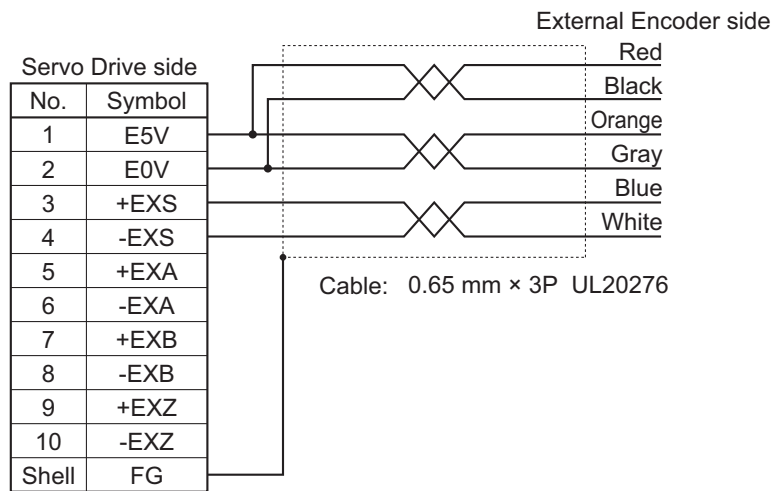 External Encoder side
Red
Servo Drive side
Black
No. Symbol
Orange
1 E5V
Gray
2 E0V
Blue
3 +EXS
White
4 -EXS
5 +EXA
Cable: 0.65 mm × 3P UL20276
6 -EXA
7 +EXB
8 -EXB
9 +EXZ
10 -EXZ
Shell FG